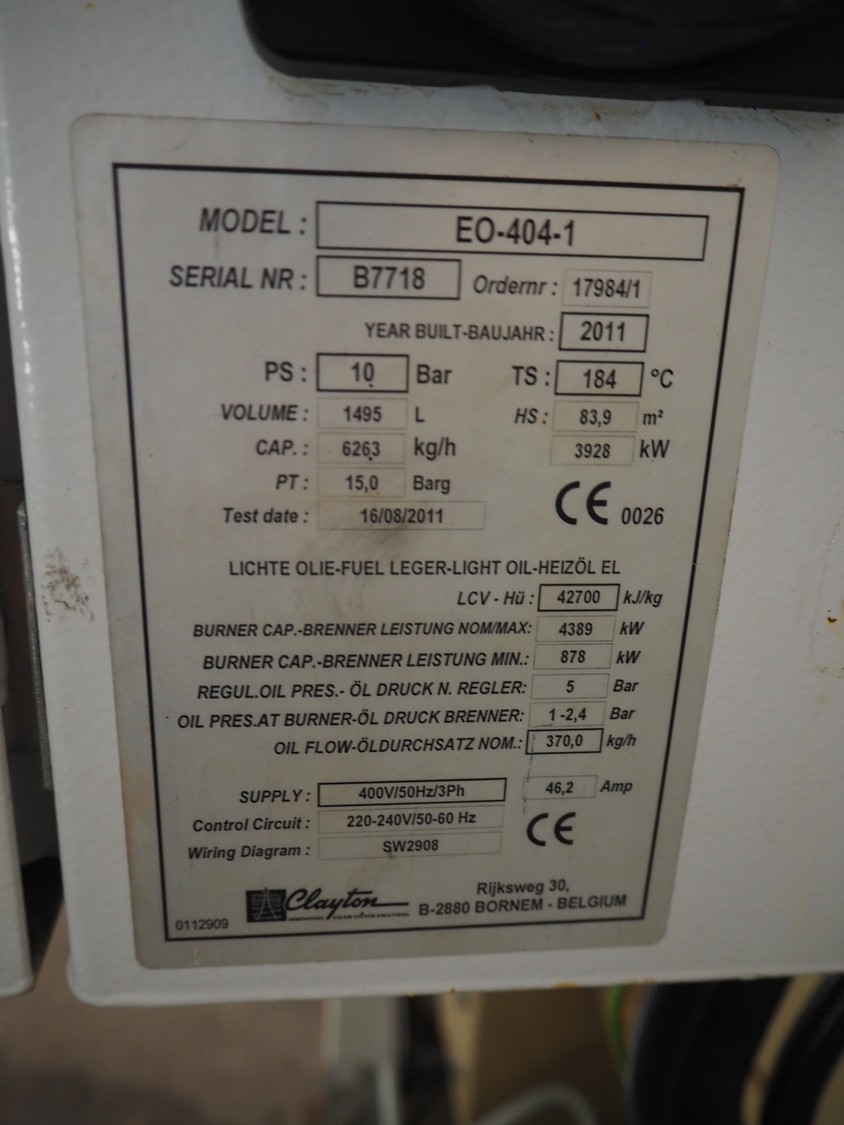 MODEL : EO-404-1
SERIAL NR : B7718 Ordernr : 17984/1
YEAR BUILT-BAUJAHR : 2011
PS : 10 Bar TS : 184 °C
VOLUME : 1495 L HS : 83,9 m²
CAP. : 6263 kg/h 3928 kW
PT : 15,0 Barg
Test date : 16/08/2011 CE 0026
LICHTE OLIE-FUEL LEGER-LIGHT OIL-HEIZÖL EL
LCV - Hü : 42700 kJ/kg
BURNER CAP.-BRENNER LEISTUNG NOM/MAX: 4389 kW
BURNER CAP.-BRENNER LEISTUNG MIN.: 878 kW
REGUL.OIL PRES.- ÖL DRUCK N. REGLER: 5 Bar
OIL PRES.AT BURNER-ÖL DRUCK BRENNER: 1 -2,4 Bar
OIL FLOW-ÖLDURCHSATZ NOM.: 370,0 kg/h
SUPPLY : 400V/50Hz/3Ph 46,2 Amp
Control Circuit : 220-240V/50-60 Hz CE
Wiring Diagram : SW2908
Clayton
INNOVATIVE STEAM SYSTEM SOLUTIONS
Rijksweg 30,
B-2880 BORNEM - BELGIUM
0112909